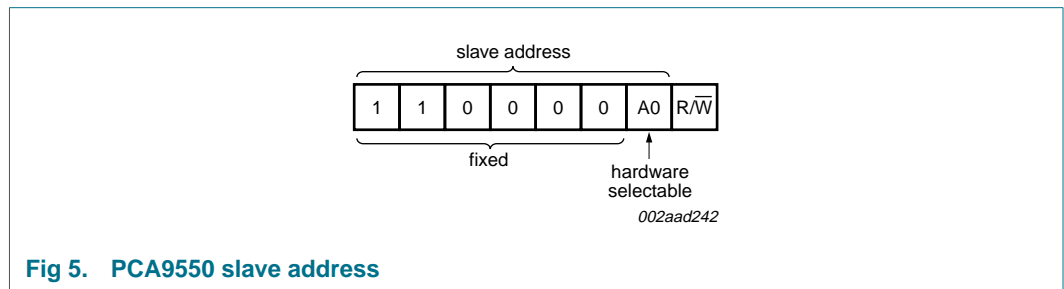 slave address
1 1 0 0 0 0 A0 R/W̅
fixed
hardware
selectable
002aad242
Fig 5. PCA9550 slave address